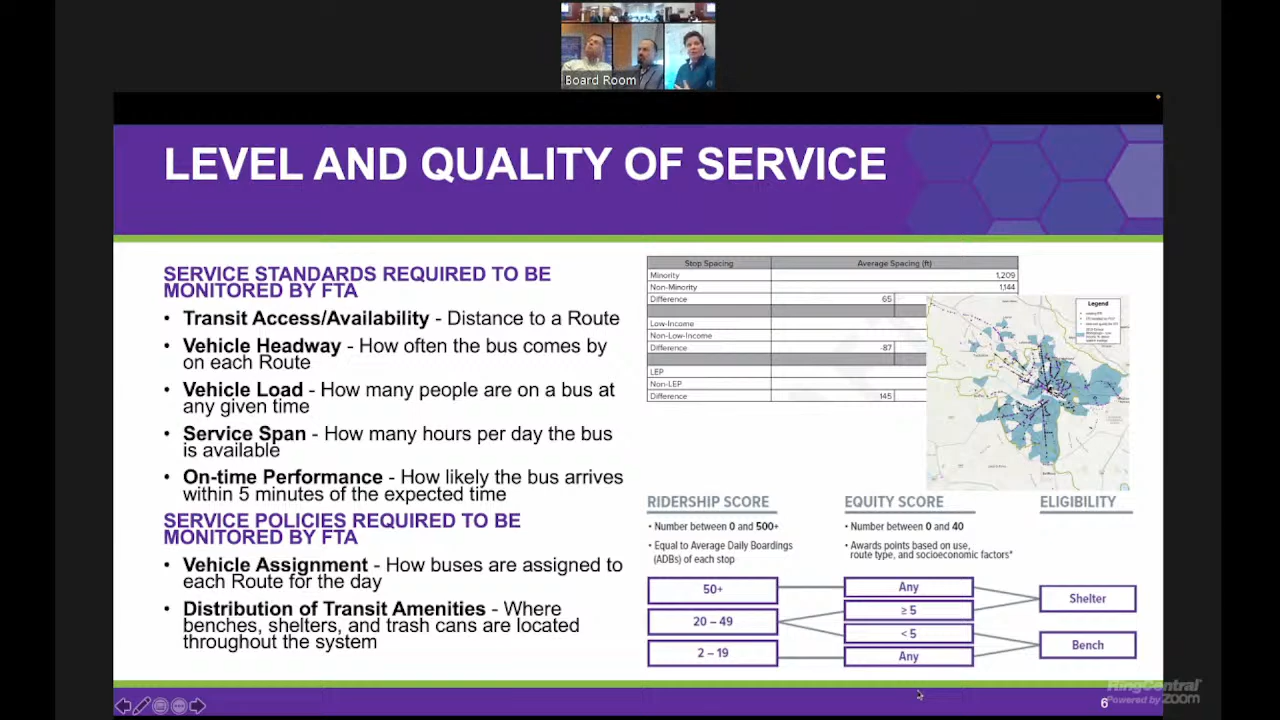 Board Room
LEVEL AND QUALITY OF SERVICE
SERVICE STANDARDS REQUIRED TO BE
MONITORED BY FTA
• Transit Access/Availability - Distance to a Route
• Vehicle Headway - How often the bus comes by
on each Route
• Vehicle Load - How many people are on a bus at
any given time
• Service Span - How many hours per day the bus
is available
• On-time Performance - How likely the bus arrives
within 5 minutes of the expected time
SERVICE POLICIES REQUIRED TO BE
MONITORED BY FTA
• Vehicle Assignment - How buses are assigned to
each Route for the day
• Distribution of Transit Amenities - Where
benches, shelters, and trash cans are located
throughout the system
Stop Spacing Average Spacing (ft)
Minority 1,209
Non-Minority 1,144
Difference 65
Low-Income
Non-Low-Income
Difference -87
LEP
Non-LEP
Difference 145
Legend
RIDERSHIP SCORE
• Number between 0 and 500+
• Equal to Average Daily Boardings
(ADBs) of each stop
50+
20 – 49
2 – 19
EQUITY SCORE
• Number between 0 and 40
• Awards points based on use,
route type, and socioeconomic factors*
Any
≥ 5
< 5
Any
ELIGIBILITY
Shelter
Bench
RingCentral
Powered by zoom
6